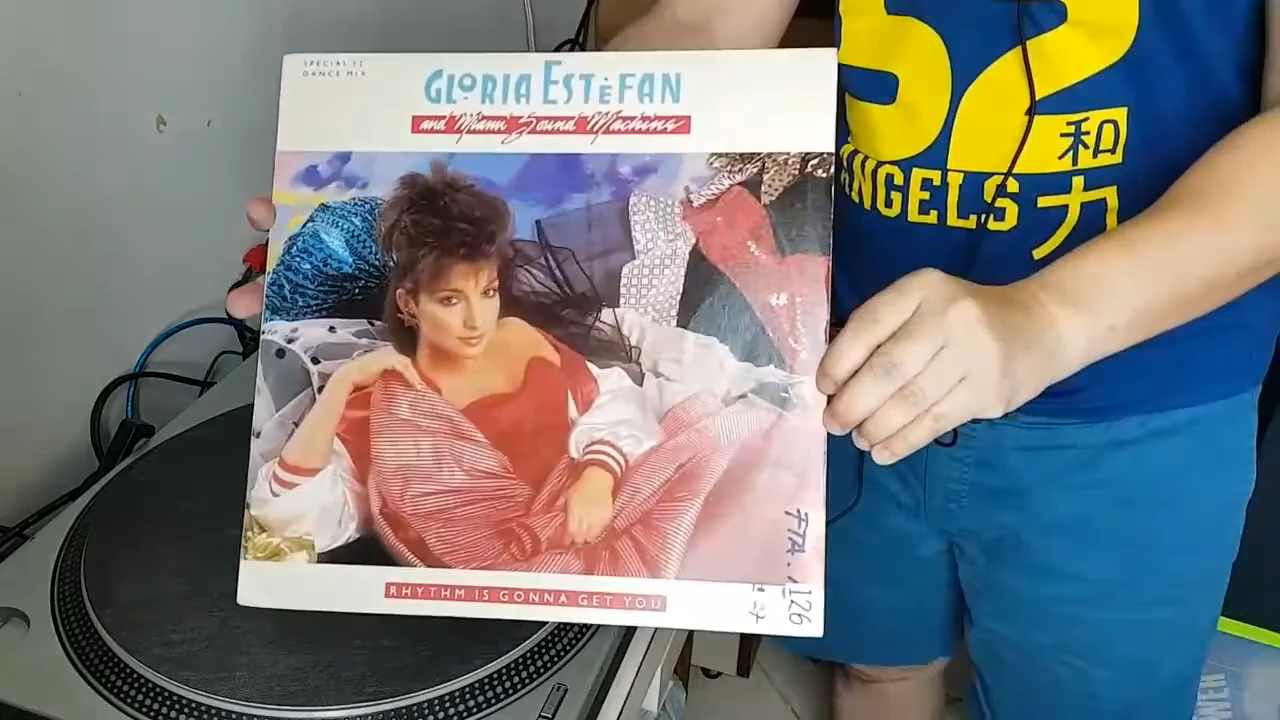 SPECIAL 12"
DANCE MIX
GLORIA ESTEFAN
and Miami Sound Machine
RHYTHM IS GONNA GET YOU
FTA.
126
52
和
ANGELS
力